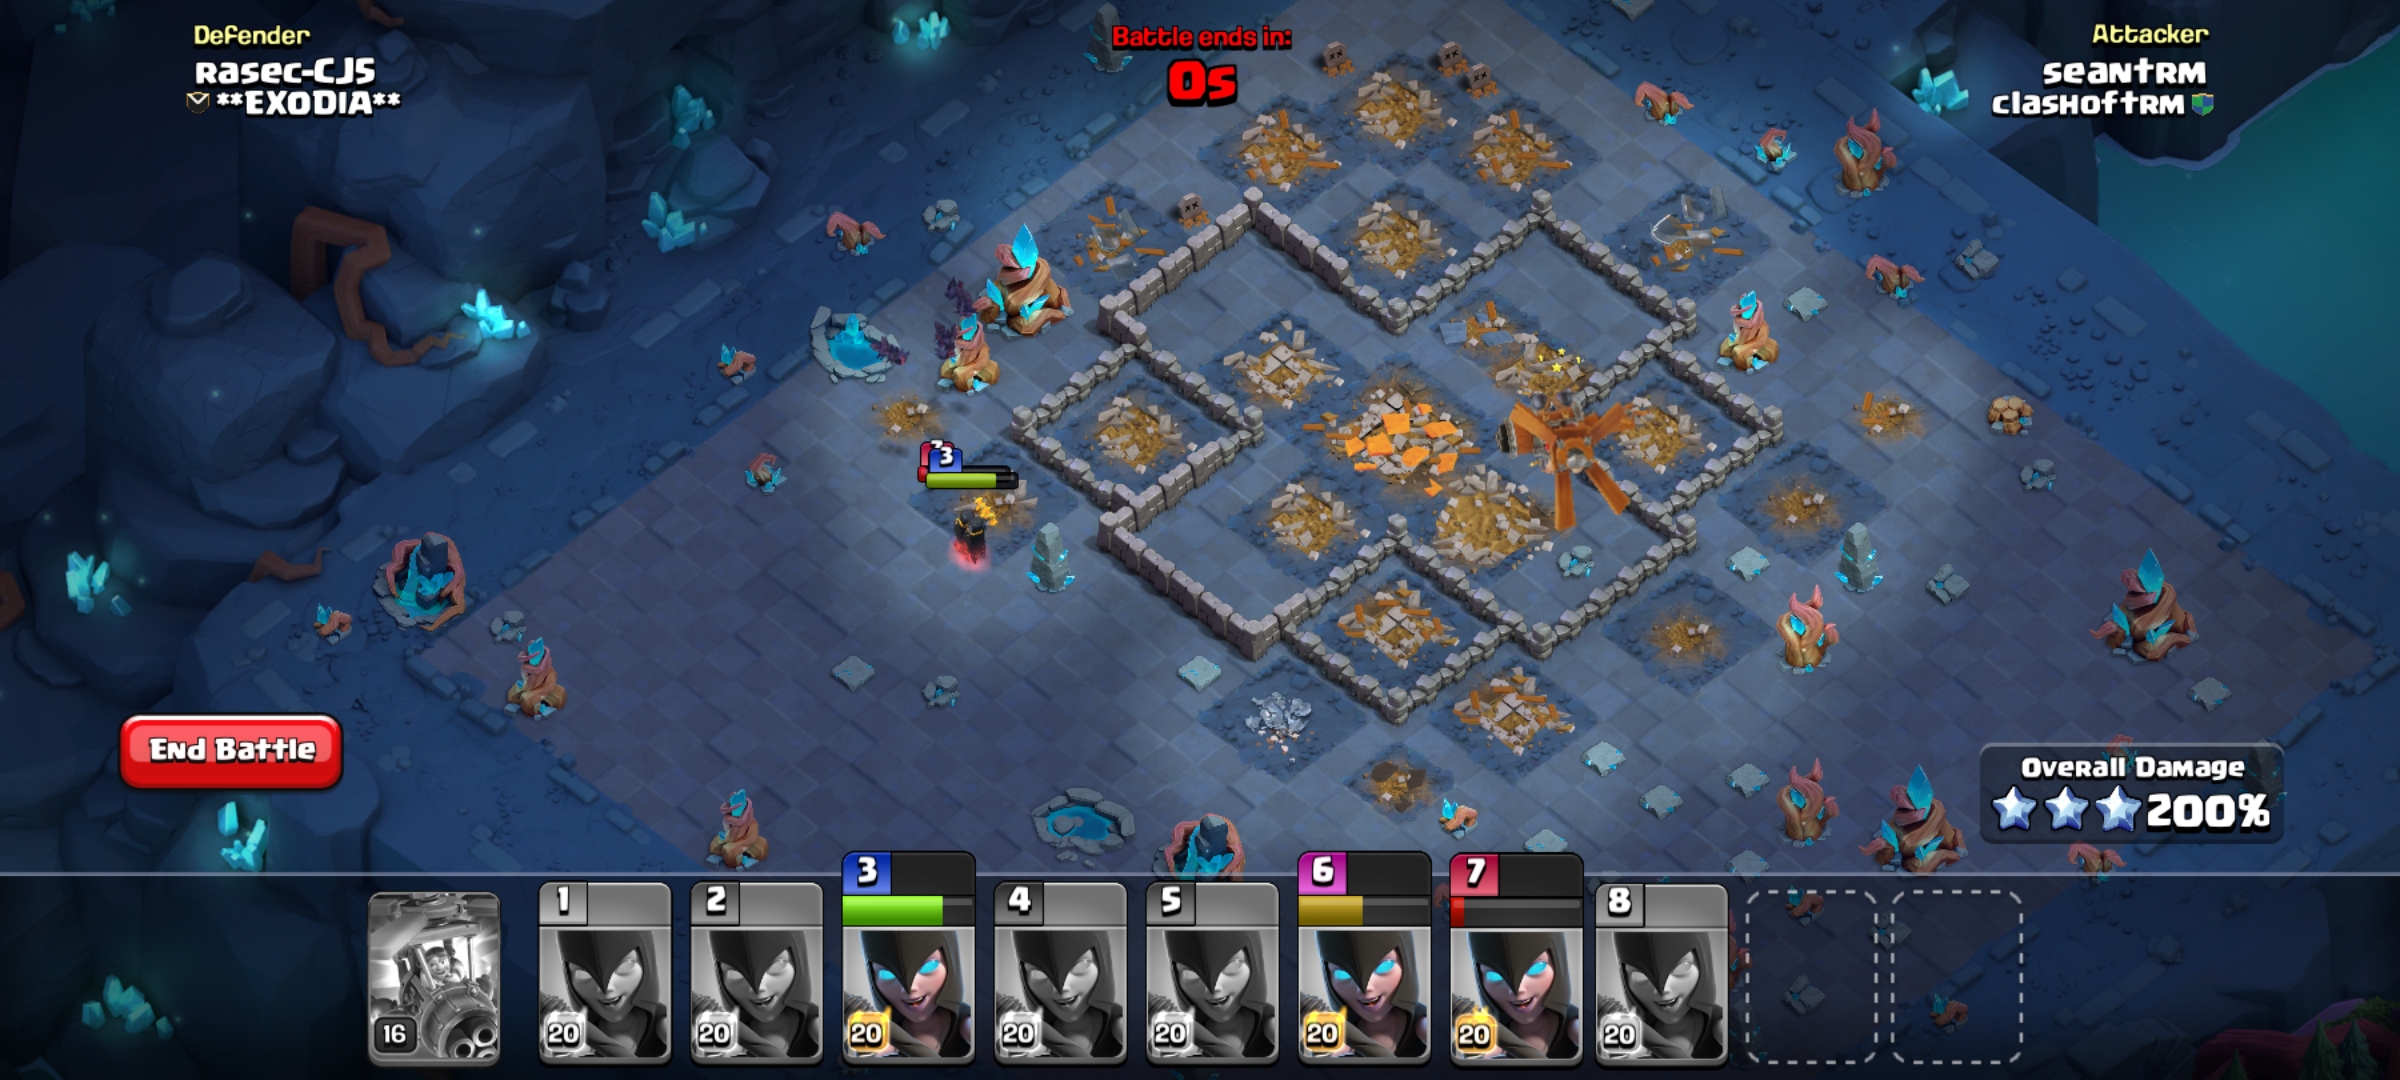 Defender
Rasec-CJS
**EXODIA**
Battle ends in:
0s
Attacker
seantrm
clashoftrm
3
End Battle
Overall Damage
200%
16
1
20
2
20
3
20
4
20
5
20
6
20
7
20
8
20